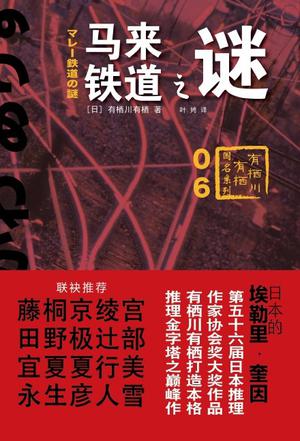 马来
铁道之谜
マレー鉄道の謎
［日］有栖川有栖 著 叶娉 译
06
有栖川
有栖
国名系列
日本的
埃勒里·奎因
第五十六届日本推理
作家协会奖大奖作品
有栖川有栖打造本格
推理金字塔之巅峰作
联袂推荐
宫部美雪
绫辻行人
京极夏彦
桐野夏生
藤田宜永